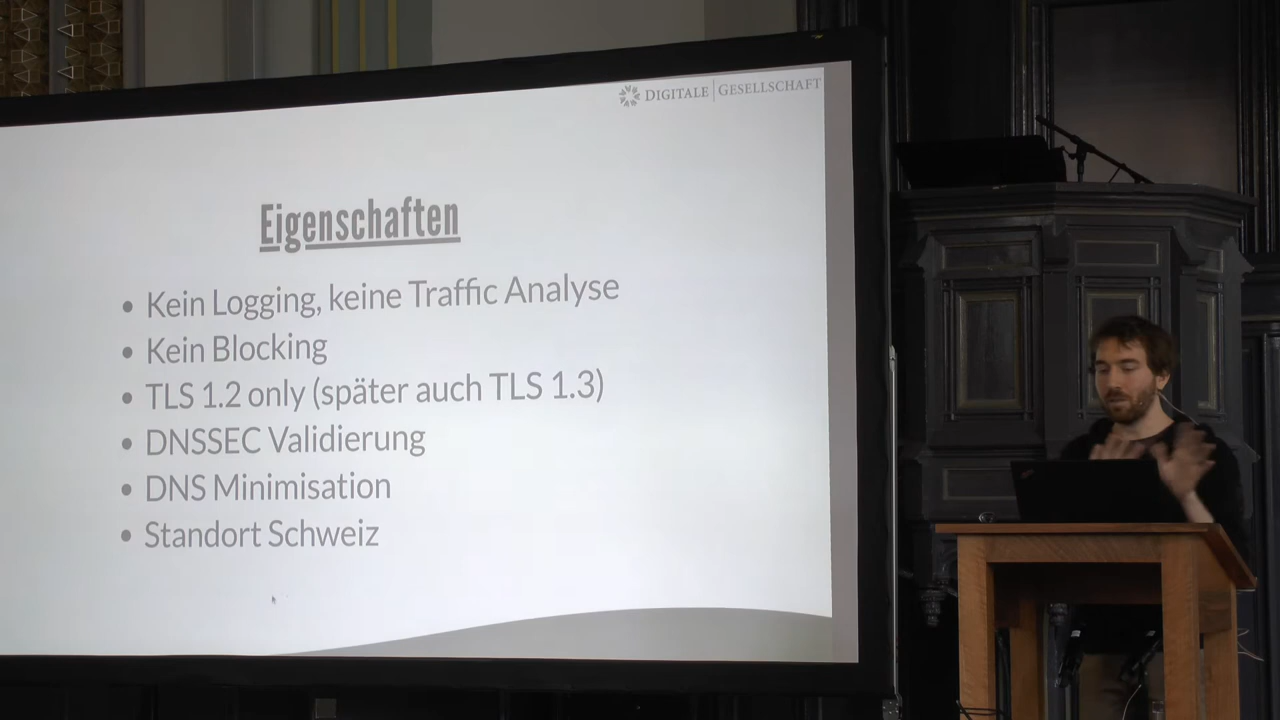 DIGITALE GESELLSCHAFT
Eigenschaften
• Kein Logging, keine Traffic Analyse
• Kein Blocking
• TLS 1.2 only (später auch TLS 1.3)
• DNSSEC Validierung
• DNS Minimisation
• Standort Schweiz